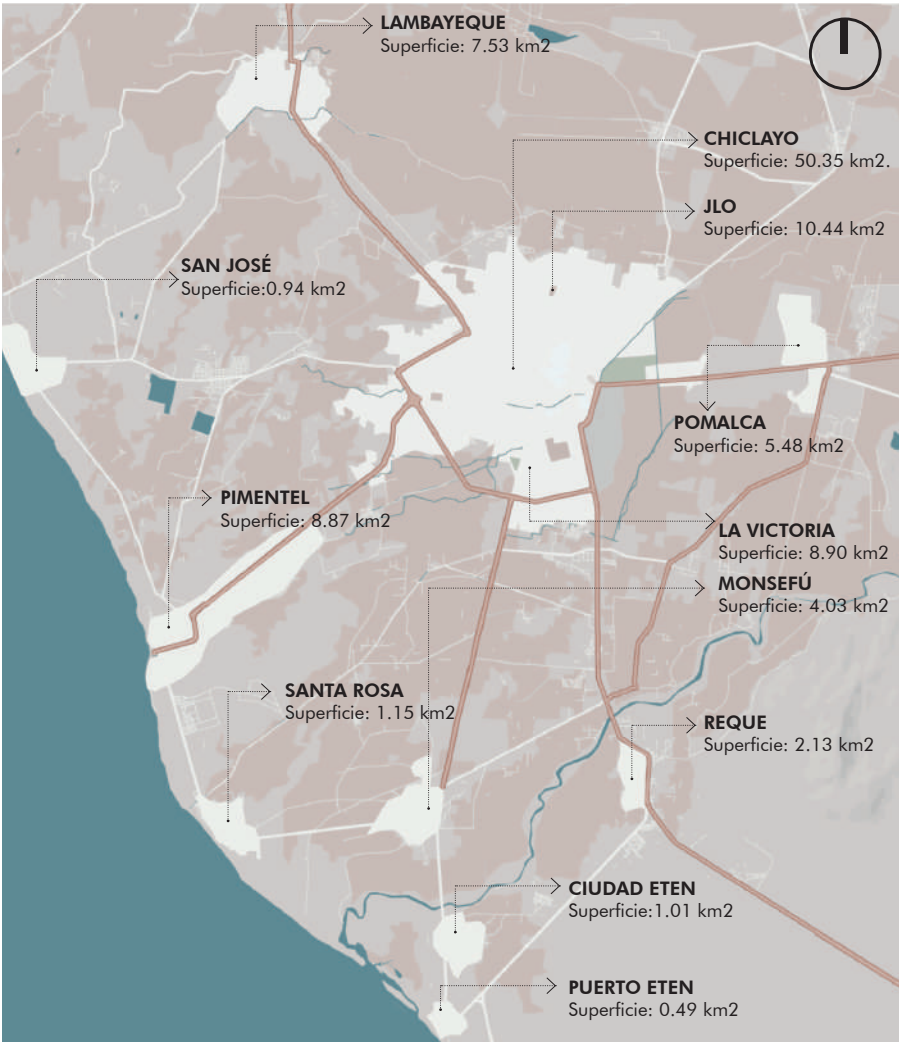 LAMBAYEQUE
Superficie: 7.53 km2
CHICLAYO
Superficie: 50.35 km2.
JLO
Superficie: 10.44 km2
SAN JOSÉ
Superficie:0.94 km2
POMALCA
Superficie: 5.48 km2
PIMENTEL
Superficie: 8.87 km2
LA VICTORIA
Superficie: 8.90 km2
MONSEFÚ
Superficie: 4.03 km2
SANTA ROSA
Superficie: 1.15 km2
REQUE
Superficie: 2.13 km2
CIUDAD ETEN
Superficie:1.01 km2
PUERTO ETEN
Superficie: 0.49 km2